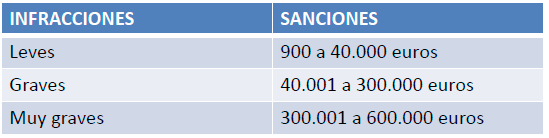 INFRACCIONES SANCIONES
Leves 900 a 40.000 euros
Graves 40.001 a 300.000 euros
Muy graves 300.001 a 600.000 euros